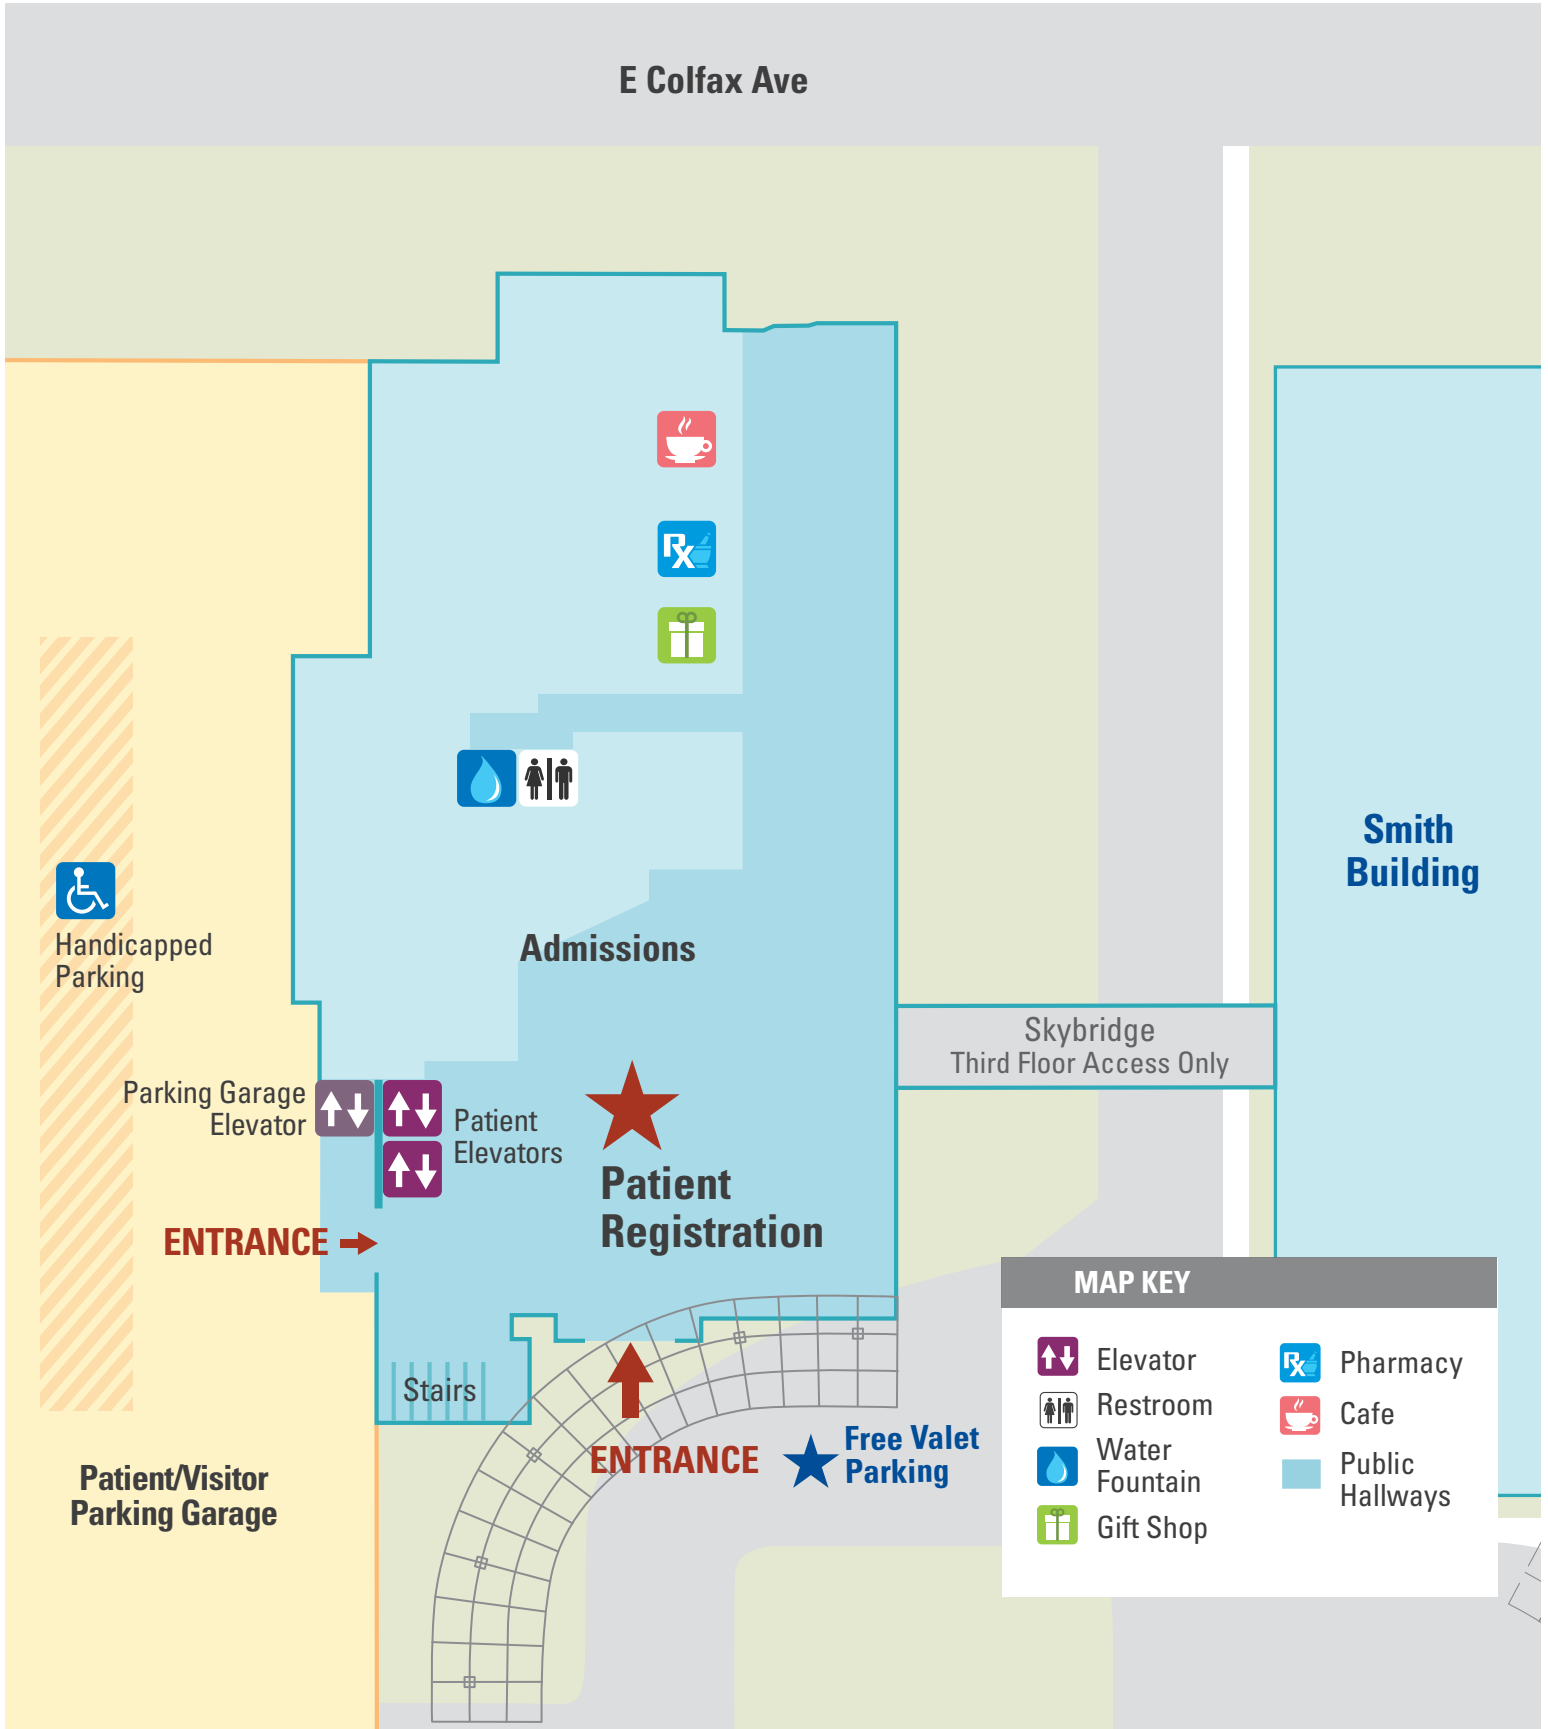 E Colfax Ave
Rx
Smith
Building
Handicapped
Parking
Admissions
Skybridge
Third Floor Access Only
Parking Garage
Elevator
Patient
Elevators
Patient
Registration
ENTRANCE
MAP KEY
Elevator
Restroom
Water
Fountain
Gift Shop
Rx
Pharmacy
Cafe
Public
Hallways
Stairs
ENTRANCE
Free Valet
Parking
Patient/Visitor
Parking Garage